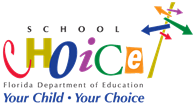 SCHOOL
CHOiCE
Florida Department of Education
Your Child • Your Choice